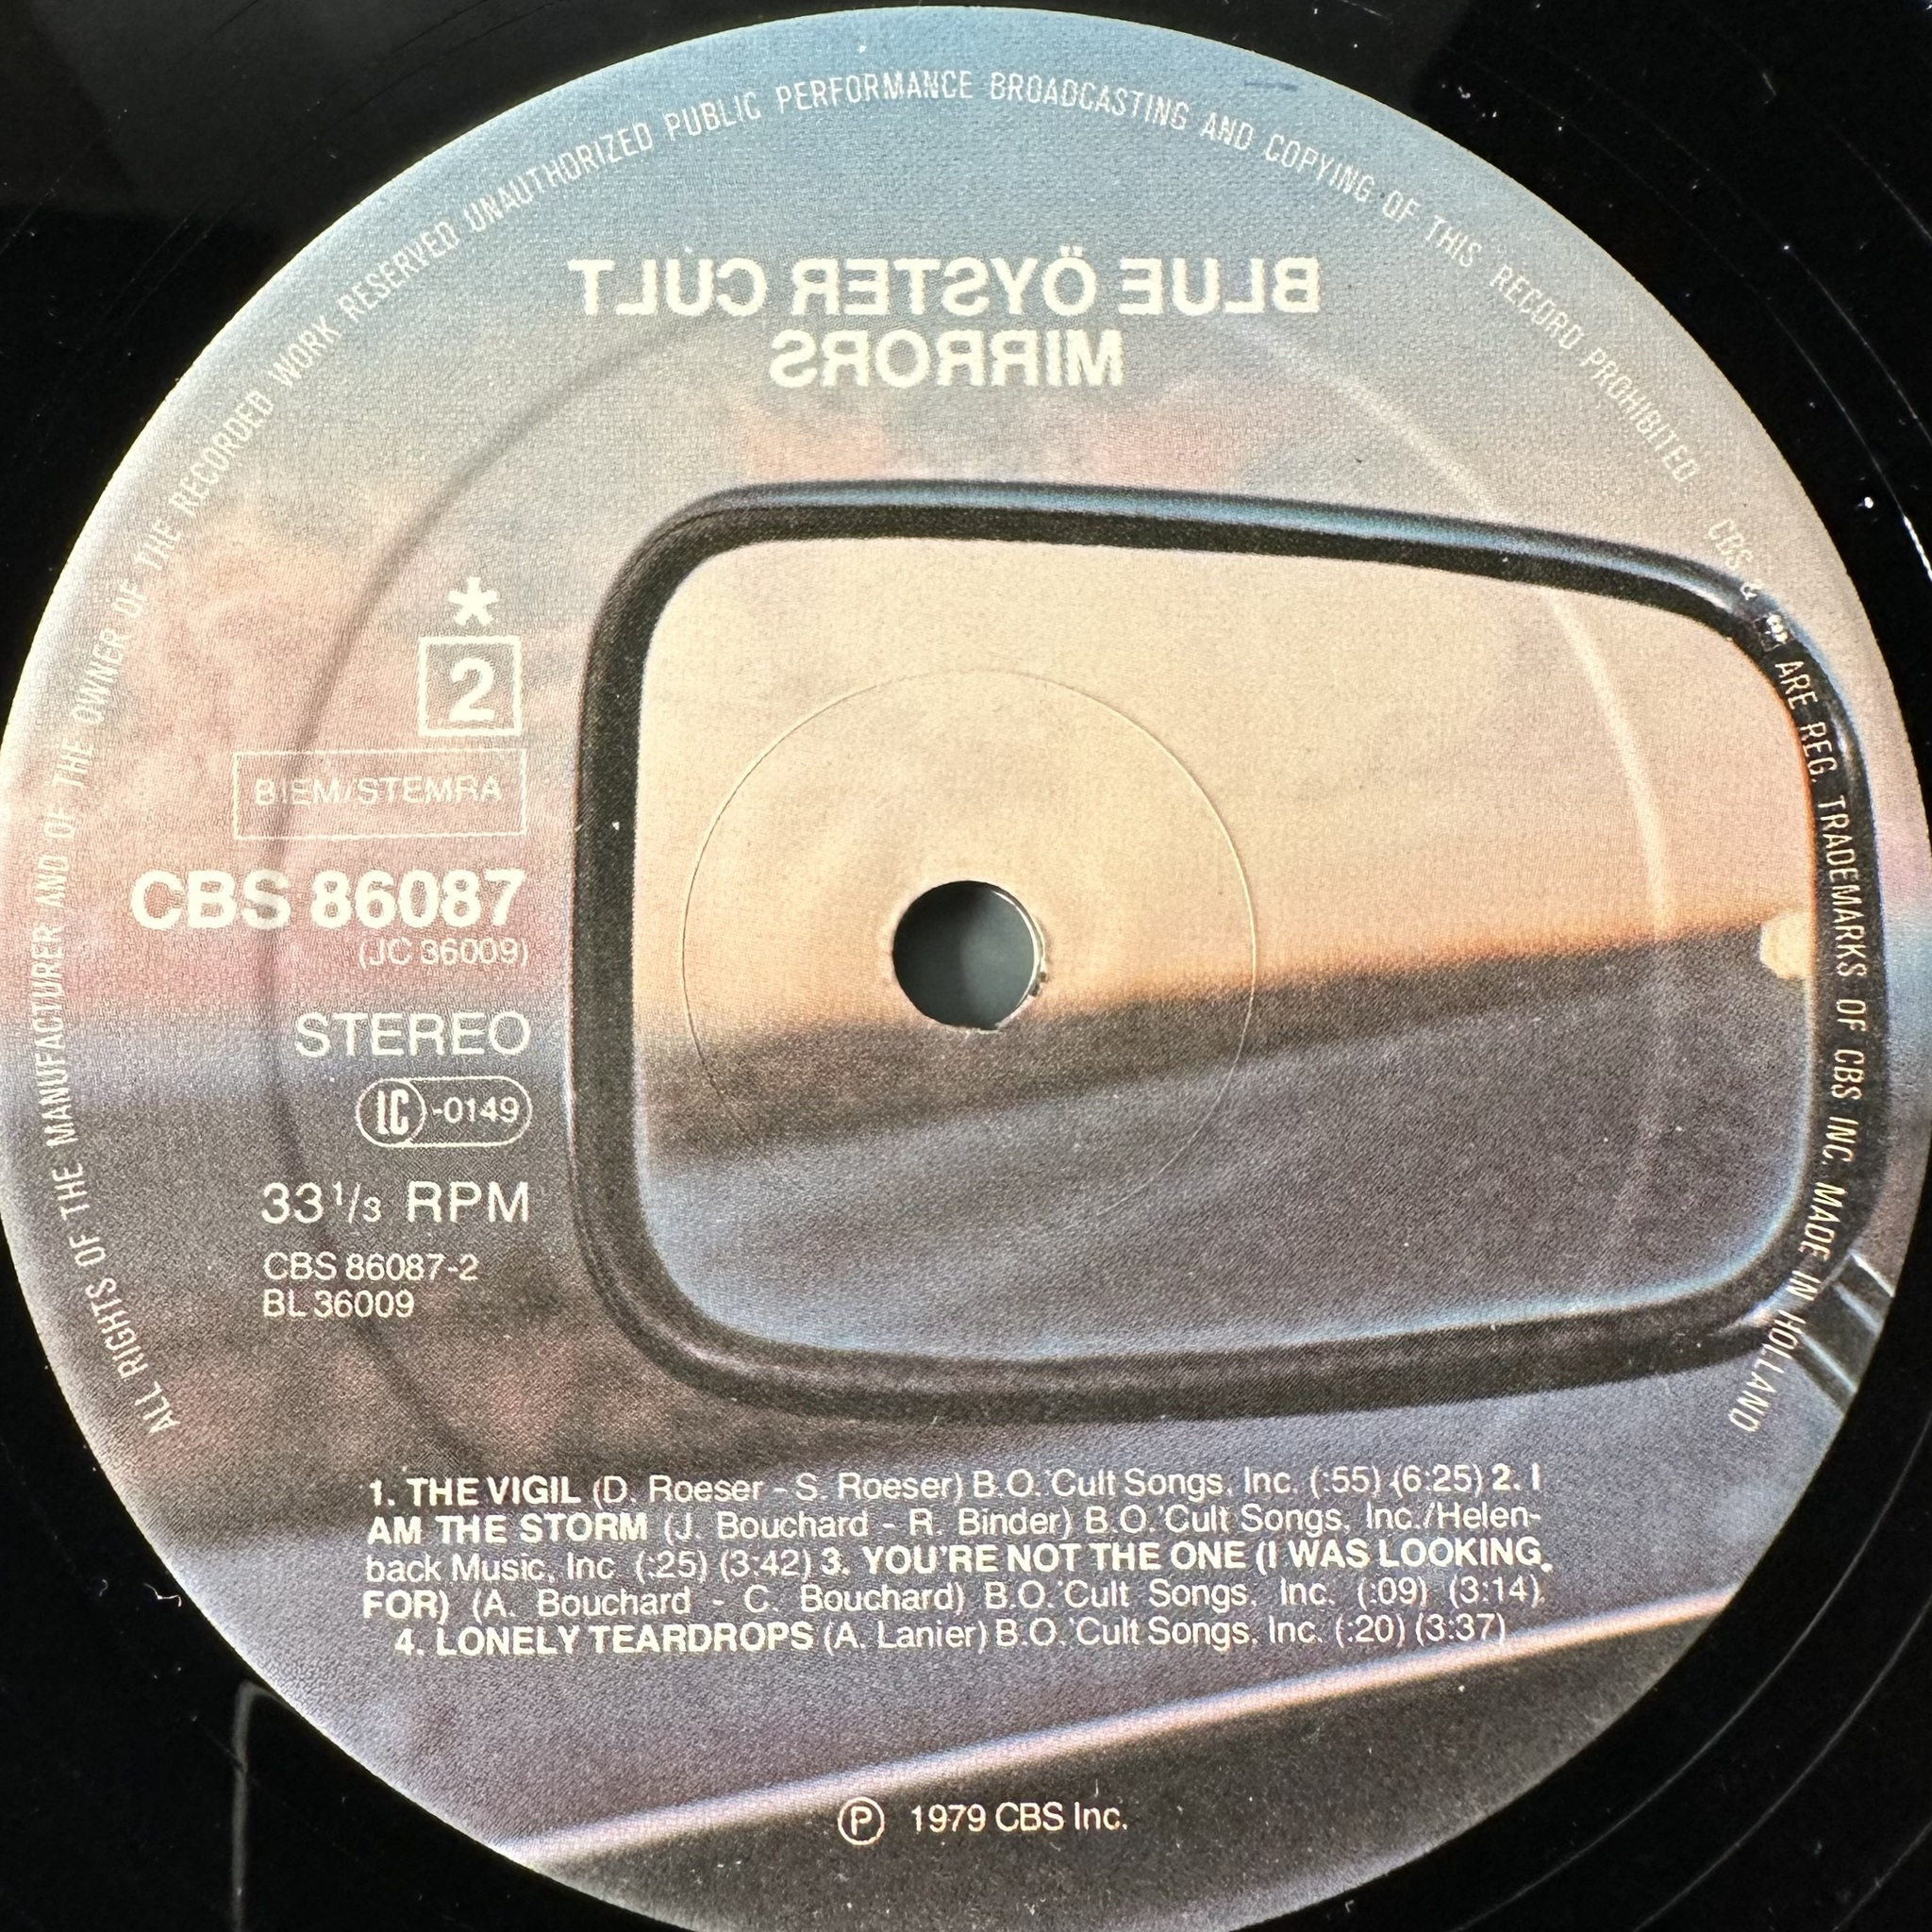 ALL RIGHTS OF THE MANUFACTURER AND OF THE OWNER OF THE RECORDED WORK RESERVED UNAUTHORIZED PUBLIC PERFORMANCE BROADCASTING AND COPYING OF THIS RECORD PROHIBITED CBS & ARE REG. TRADEMARKS OF CBS INC. MADE IN HOLLAND
BLUE ÖYSTER CULT
MIRRORS
*
2
BIEM/STEMRA
CBS 86087
(JC 36009)
STEREO
LC-0149
33 1/3 RPM
CBS 86087-2
BL 36009
1. THE VIGIL (D. Roeser - S. Roeser) B.O.'Cult Songs, Inc. (:55) (6:25) 2. I
AM THE STORM (J. Bouchard - R. Binder) B.O.'Cult Songs, Inc./Helen-
back Music, Inc (:25) (3:42) 3. YOU'RE NOT THE ONE (I WAS LOOKING
FOR) (A. Bouchard - C. Bouchard) B.O.'Cult Songs, Inc. (:09) (3:14)
4. LONELY TEARDROPS (A. Lanier) B.O.'Cult Songs, Inc. (:20) (3:37)
Ⓟ 1979 CBS Inc.